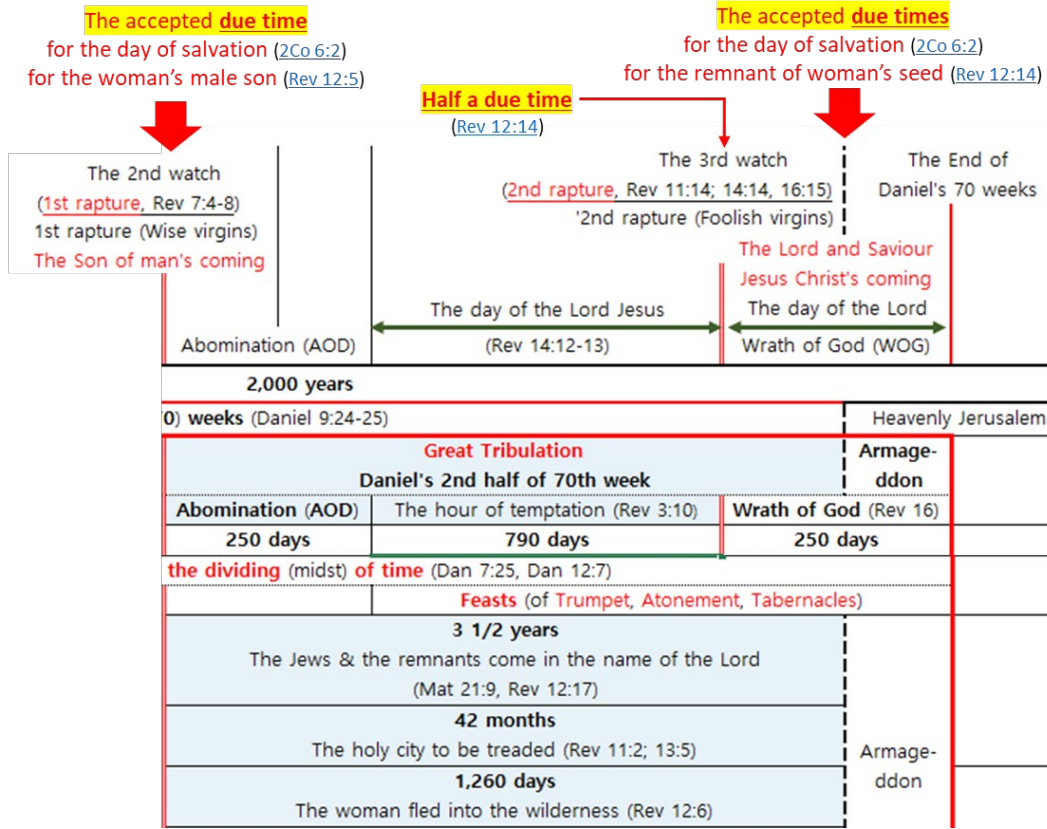 The accepted due time
for the day of salvation (2Co 6:2)
for the woman's male son (Rev 12:5)
The accepted due times
for the day of salvation (2Co 6:2)
for the remnant of woman's seed (Rev 12:14)
Half a due time
(Rev 12:14)
The 2nd watch
(1st rapture, Rev 7:4-8)
1st rapture (Wise virgins)
The Son of man's coming
The 3rd watch
(2nd rapture, Rev 11:14; 14:14, 16:15)
'2nd rapture (Foolish virgins)
The End of
Daniel's 70 weeks
The Lord and Saviour
Jesus Christ's coming
The day of the Lord Jesus
The day of the Lord
Abomination (AOD)
(Rev 14:12-13)
Wrath of God (WOG)
2,000 years
0) weeks (Daniel 9:24-25)
Heavenly Jerusalem
Great Tribulation
Daniel's 2nd half of 70th week
Armage-
ddon
Abomination (AOD)
The hour of temptation (Rev 3:10)
Wrath of God (Rev 16)
250 days
790 days
250 days
the dividing (midst) of time (Dan 7:25, Dan 12:7)
Feasts (of Trumpet, Atonement, Tabernacles)
3 1/2 years
The Jews & the remnants come in the name of the Lord
(Mat 21:9, Rev 12:17)
42 months
The holy city to be treaded (Rev 11:2; 13:5)
1,260 days
The woman fled into the wilderness (Rev 12:6)
Armage-
ddon